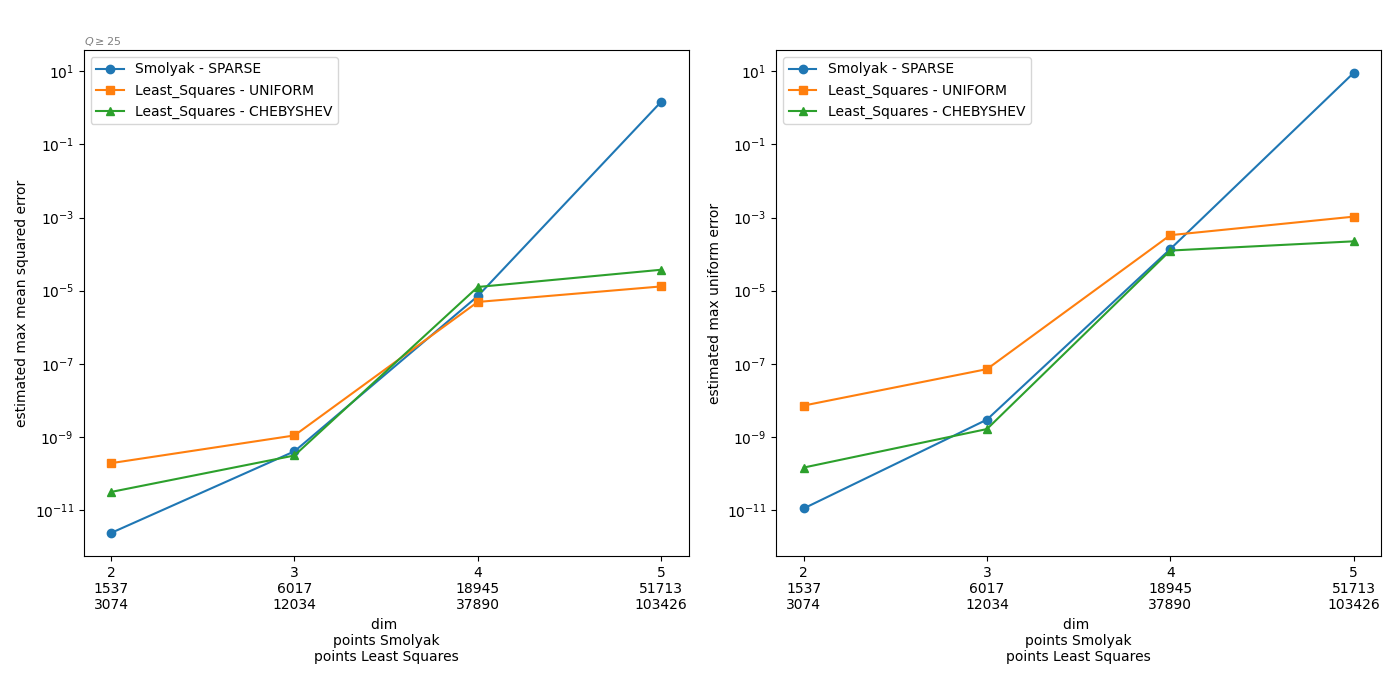 Q ≥ 25
Smolyak - SPARSE
Least_Squares - UNIFORM
Least_Squares - CHEBYSHEV
estimated max mean squared error
10^1
10^-1
10^-3
10^-5
10^-7
10^-9
10^-11
2 3 4 5
1537 6017 18945 51713
3074 12034 37890 103426
dim
points Smolyak
points Least Squares
Smolyak - SPARSE
Least_Squares - UNIFORM
Least_Squares - CHEBYSHEV
estimated max uniform error
10^1
10^-1
10^-3
10^-5
10^-7
10^-9
10^-11
2 3 4 5
1537 6017 18945 51713
3074 12034 37890 103426
dim
points Smolyak
points Least Squares